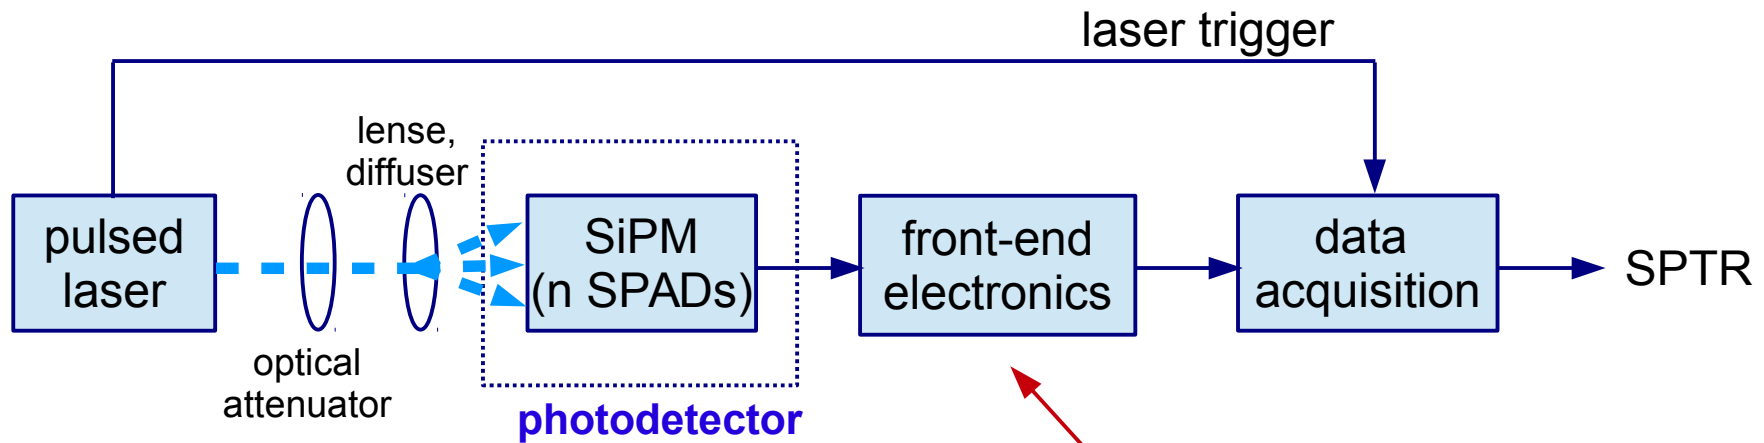 laser trigger
lense,
diffuser
pulsed
laser
SiPM
(n SPADs)
front-end
electronics
data
acquisition
SPTR
optical
attenuator
photodetector